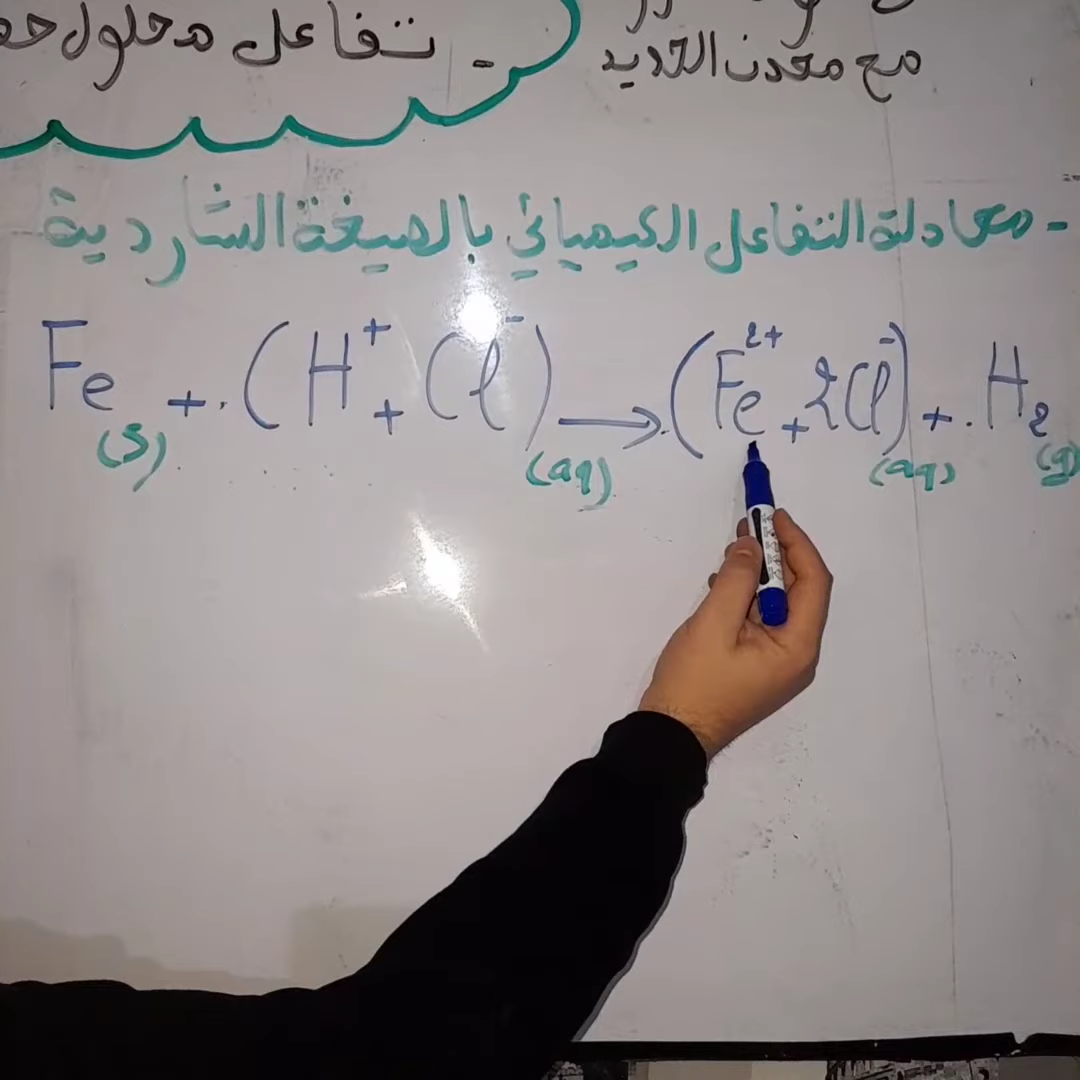 مع معدن الحديد
- تفاعل محلول
- معادلة التفاعل الكيميائي بالصيغة الشاردية
Fe(s) + (H⁺ + Cl⁻)(aq) → (Fe²⁺ + 2Cl⁻)(aq) + H₂(g)